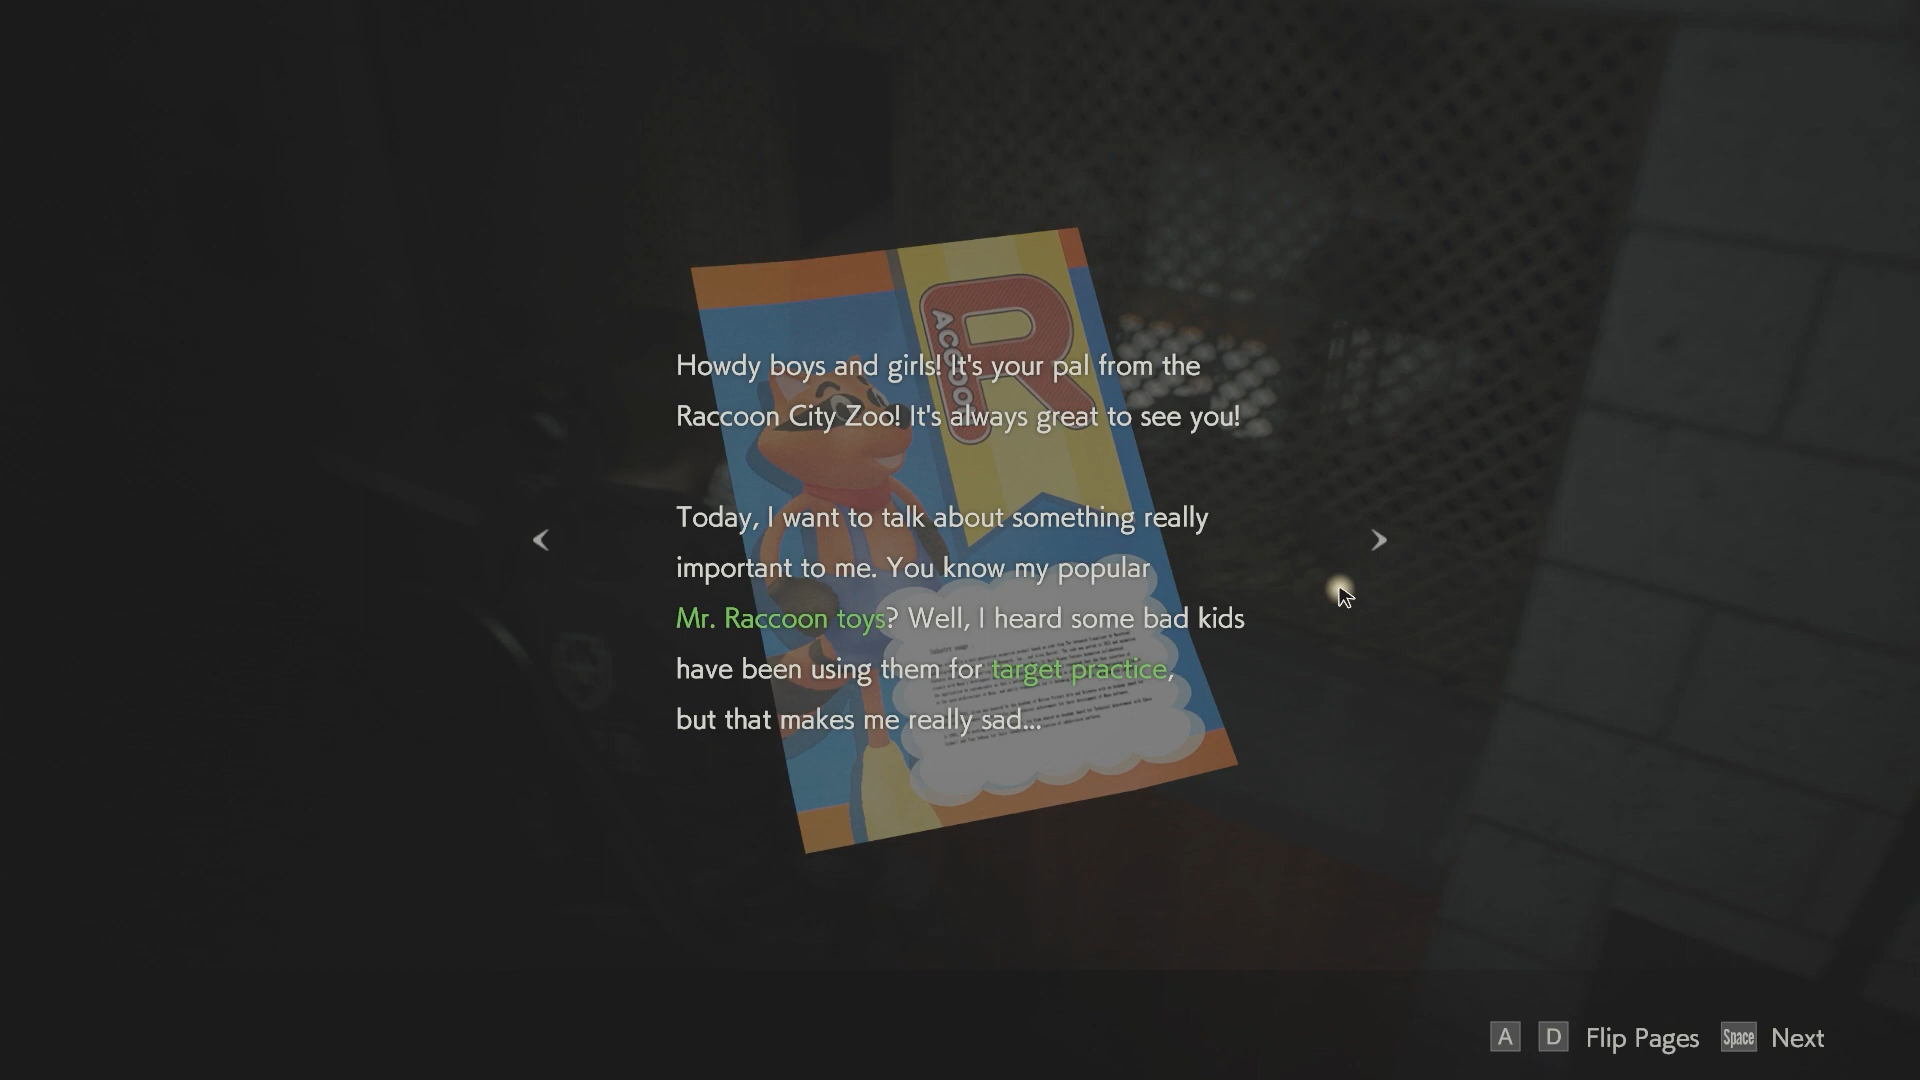 R
ACCOON
Howdy boys and girls! It's your pal from the
Raccoon City Zoo! It's always great to see you!
Today, I want to talk about something really
important to me. You know my popular
Mr. Raccoon toys? Well, I heard some bad kids
have been using them for target practice,
but that makes me really sad...
A D Flip Pages Space Next